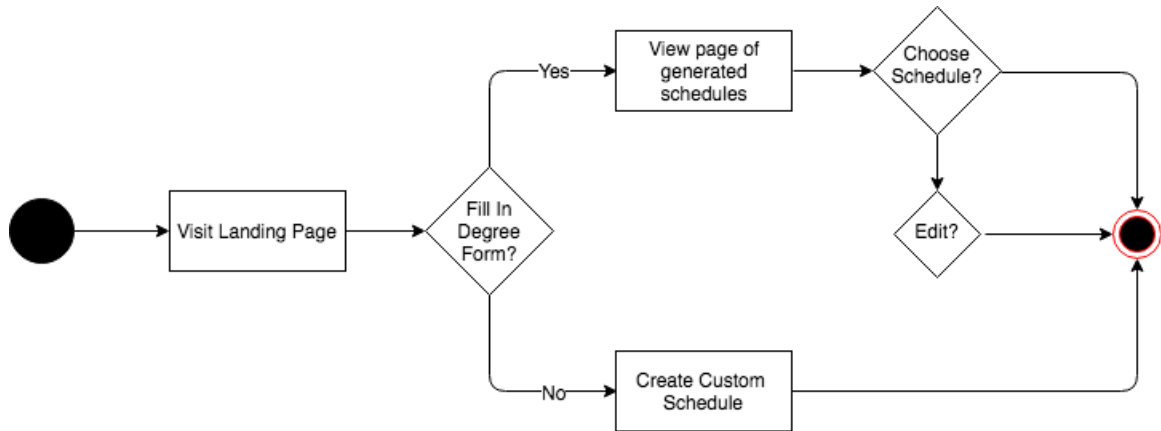 Yes
View page of
generated
schedules
Choose
Schedule?
Visit Landing Page
Fill In
Degree
Form?
Edit?
No
Create Custom
Schedule